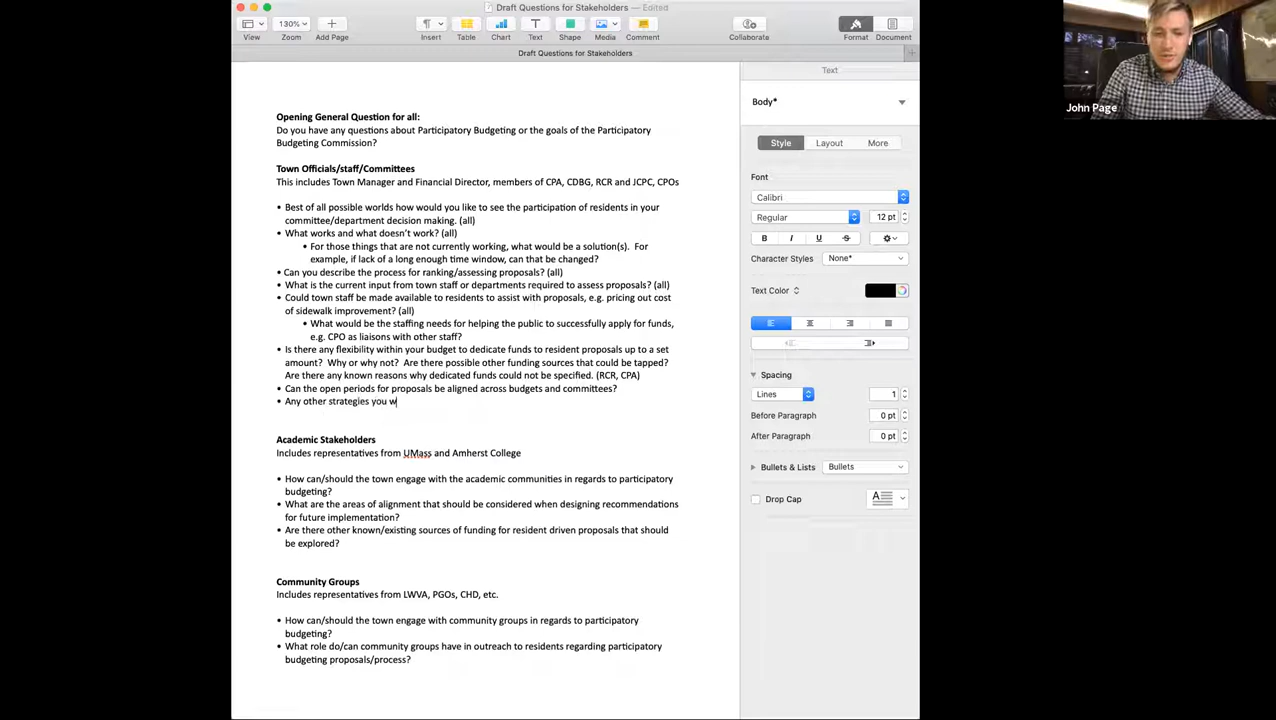 Draft Questions for Stakeholders — Edited
View
130%
Zoom
Add Page
Insert
Table
Chart
Text
Shape
Media
Comment
Collaborate
Format
Document
Draft Questions for Stakeholders
Opening General Question for all:
Do you have any questions about Participatory Budgeting or the goals of the Participatory
Budgeting Commission?
Town Officials/staff/Committees
This includes Town Manager and Financial Director, members of CPA, CDBG, RCR and JCPC, CPOs
• Best of all possible worlds how would you like to see the participation of residents in your
committee/department decision making. (all)
• What works and what doesn't work? (all)
• For those things that are not currently working, what would be a solution(s). For
example, if lack of a long enough time window, can that be changed?
• Can you describe the process for ranking/assessing proposals? (all)
• What is the current input from town staff or departments required to assess proposals? (all)
• Could town staff be made available to residents to assist with proposals, e.g. pricing out cost
of sidewalk improvement? (all)
• What would be the staffing needs for helping the public to successfully apply for funds,
e.g. CPO as liaisons with other staff?
• Is there any flexibility within your budget to dedicate funds to resident proposals up to a set
amount? Why or why not? Are there possible other funding sources that could be tapped?
Are there any known reasons why dedicated funds could not be specified. (RCR, CPA)
• Can the open periods for proposals be aligned across budgets and committees?
• Any other strategies you w
Academic Stakeholders
Includes representatives from UMass and Amherst College
• How can/should the town engage with the academic communities in regards to participatory
budgeting?
• What are the areas of alignment that should be considered when designing recommendations
for future implementation?
• Are there other known/existing sources of funding for resident driven proposals that should
be explored?
Community Groups
Includes representatives from LWVA, PGOs, CHD, etc.
• How can/should the town engage with community groups in regards to participatory
budgeting?
• What role do/can community groups have in outreach to residents regarding participatory
budgeting proposals/process?
Text
Body*
Style
Layout
More
Font
Calibri
Regular
12 pt
B I U S
Character Styles
None*
Text Color
Spacing
Lines
1
Before Paragraph
0 pt
After Paragraph
0 pt
Bullets & Lists
Bullets
Drop Cap
A
John Page